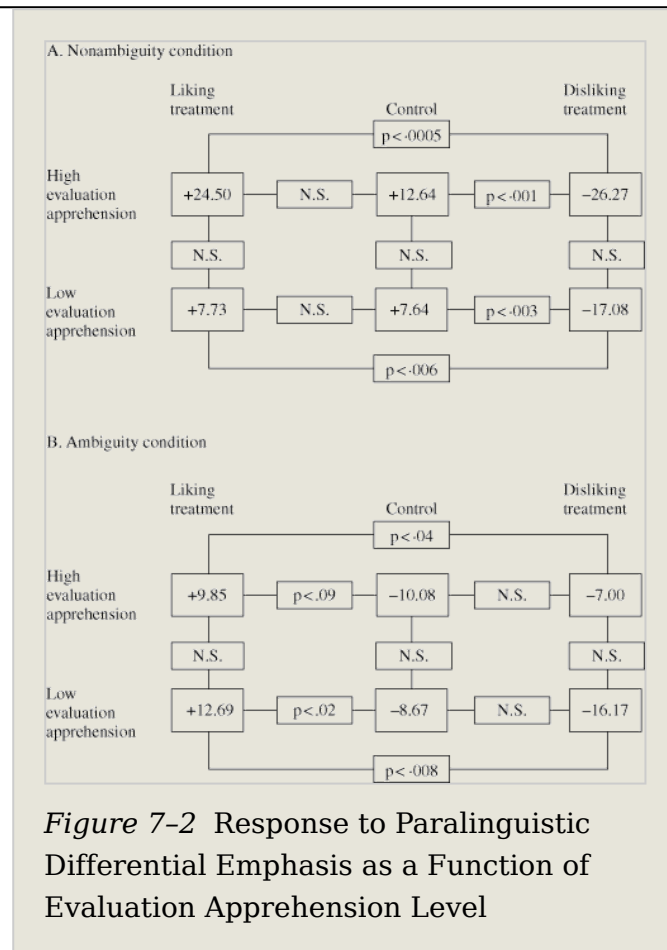 A. Nonambiguity condition
Liking Disliking
treatment Control treatment
p<·0005
High
evaluation
apprehension
+24.50 N.S. +12.64 p<·001 −26.27
N.S. N.S. N.S.
Low
evaluation
apprehension
+7.73 N.S. +7.64 p<·003 −17.08
p<·006
B. Ambiguity condition
Liking Disliking
treatment Control treatment
p<·04
High
evaluation
apprehension
+9.85 p<.09 −10.08 N.S. −7.00
N.S. N.S. N.S.
Low
evaluation
apprehension
+12.69 p<.02 −8.67 N.S. −16.17
p<·008
Figure 7–2 Response to Paralinguistic
Differential Emphasis as a Function of
Evaluation Apprehension Level